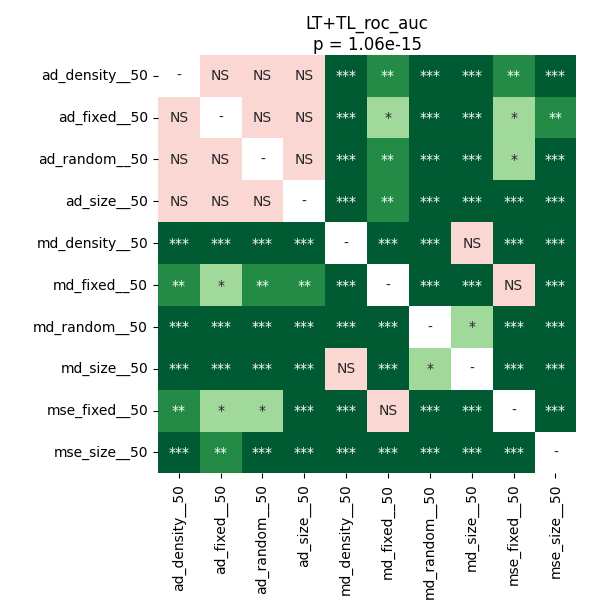 LT+TL_roc_auc
p = 1.06e-15
ad_density__50 - NS NS NS *** ** *** *** ** ***
ad_fixed__50 NS - NS NS *** * *** *** * **
ad_random__50 NS NS - NS *** ** *** *** * ***
ad_size__50 NS NS NS - *** ** *** *** *** ***
md_density__50 *** *** *** *** - *** *** NS *** ***
md_fixed__50 ** * ** ** *** - *** *** NS ***
md_random__50 *** *** *** *** *** *** - * *** ***
md_size__50 *** *** *** *** NS *** * - *** ***
mse_fixed__50 ** * * *** *** NS *** *** - ***
mse_size__50 *** ** *** *** *** *** *** *** *** -
ad_density__50
ad_fixed__50
ad_random__50
ad_size__50
md_density__50
md_fixed__50
md_random__50
md_size__50
mse_fixed__50
mse_size__50